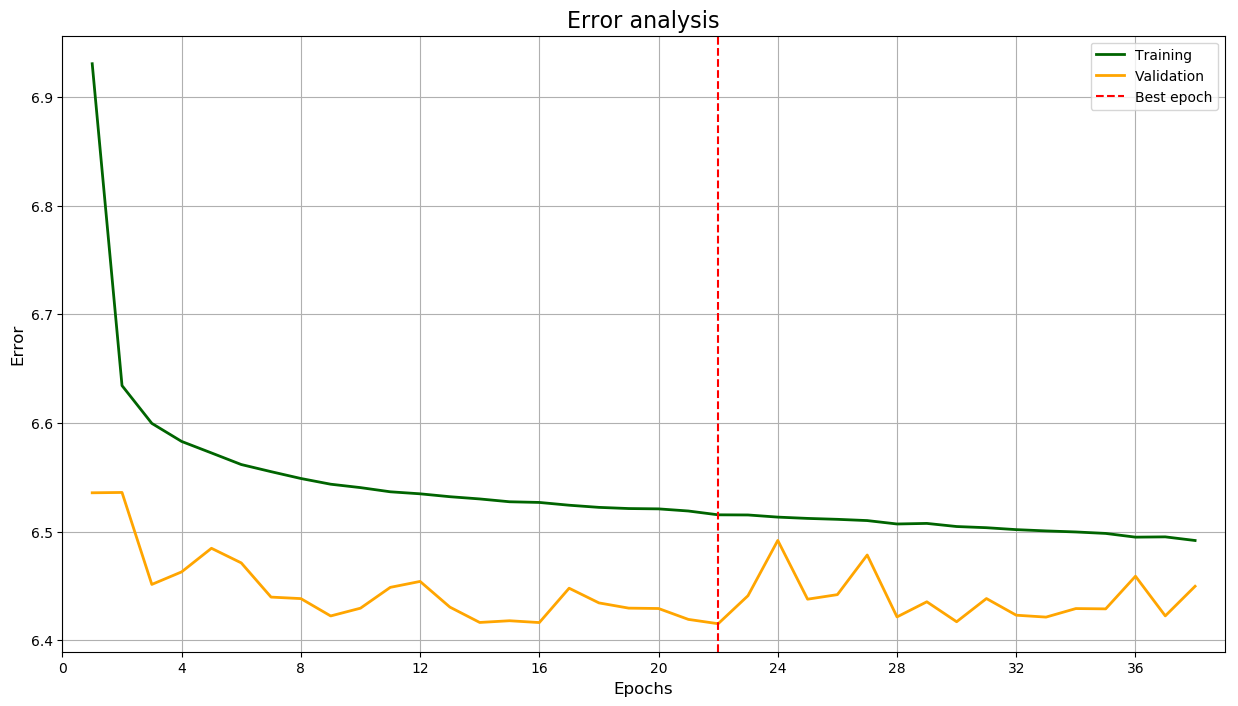 Error analysis
Training
Validation
Best epoch
6.9
6.8
6.7
6.6
6.5
6.4
Error
0 4 8 12 16 20 24 28 32 36
Epochs